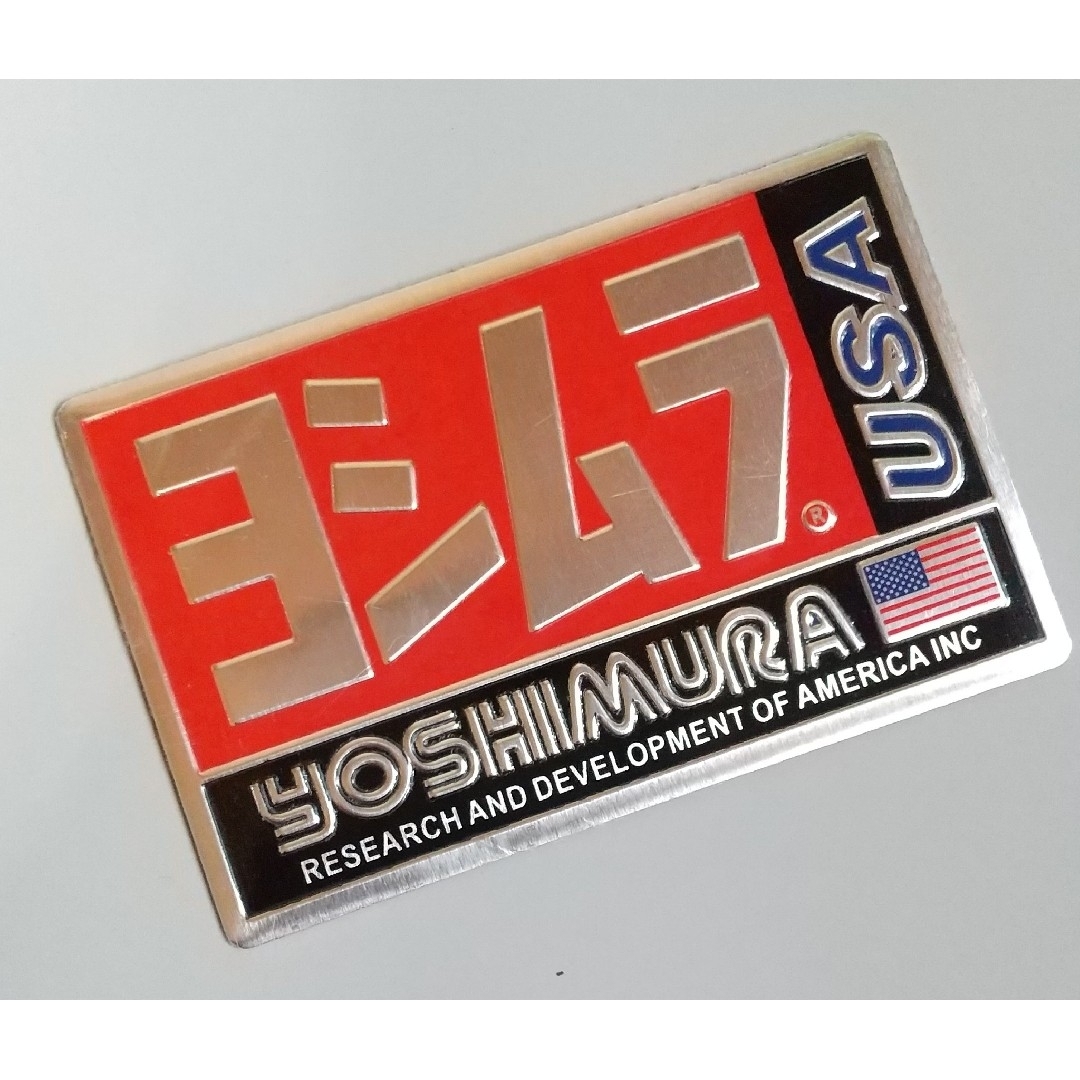 ヨシムラ®
USA
YOSHIMURA
RESEARCH AND DEVELOPMENT OF AMERICA INC